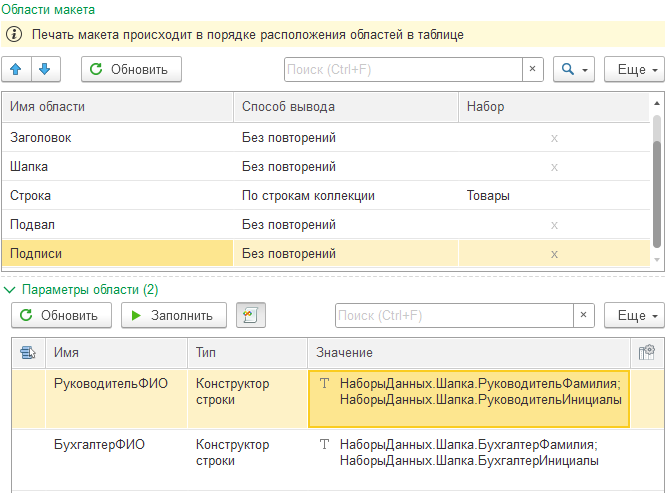 Области макета
Печать макета происходит в порядке расположения областей в таблице
Обновить Поиск (Ctrl+F) × Еще
Имя области Способ вывода Набор
Заголовок Без повторений x
Шапка Без повторений x
Строка По строкам коллекции Товары
Подвал Без повторений x
Подписи Без повторений x
Параметры области (2)
Обновить Заполнить Поиск (Ctrl+F) × Еще
Имя Тип Значение
РуководительФИО Конструктор T НаборыДанных.Шапка.РуководительФамилия;
строки НаборыДанных.Шапка.РуководительИнициалы
БухгалтерФИО Конструктор T НаборыДанных.Шапка.БухгалтерФамилия;
строки НаборыДанных.Шапка.БухгалтерИнициалы